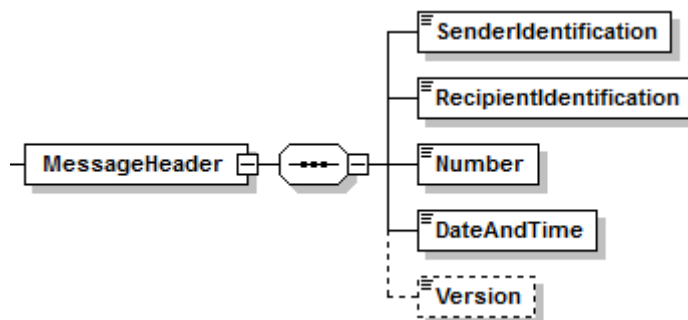 SenderIdentification
RecipientIdentification
MessageHeader
Number
DateAndTime
Version